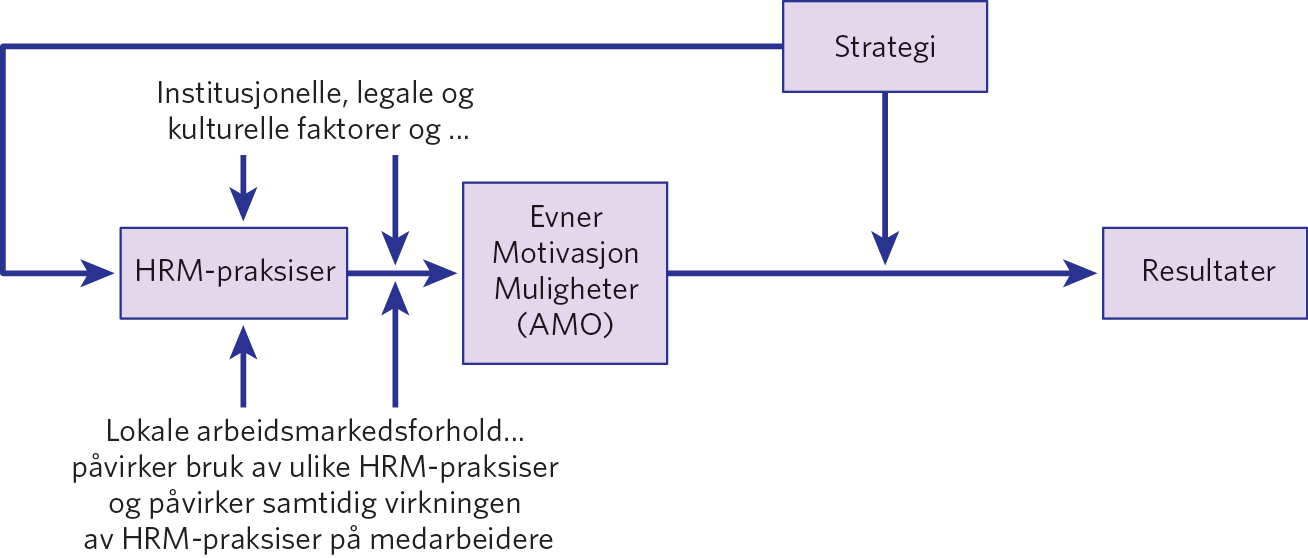 Strategi
Institusjonelle, legale og
kulturelle faktorer og ...
Evner
Motivasjon
Muligheter
(AMO)
HRM-praksiser
Resultater
Lokale arbeidsmarkedsforhold...
påvirker bruk av ulike HRM-praksiser
og påvirker samtidig virkningen
av HRM-praksiser på medarbeidere